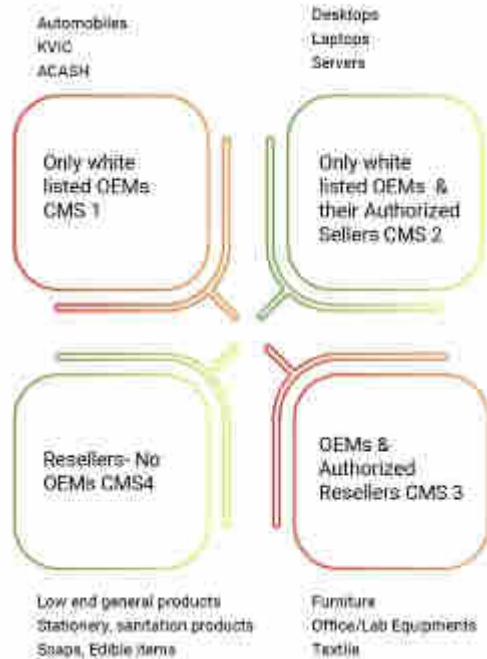 Automobiles
KVIC
ACASH
Desktops
Laptops
Servers
Only white
listed OEMs
CMS 1
Only white
listed OEMs &
their Authorized
Sellers CMS 2
Resellers- No
OEMs CMS4
OEMs &
Authorized
Resellers CMS 3
Low end general products
Stationery, sanitation products
Soaps, Edible items
Furniture
Office/Lab Equipments
Textile